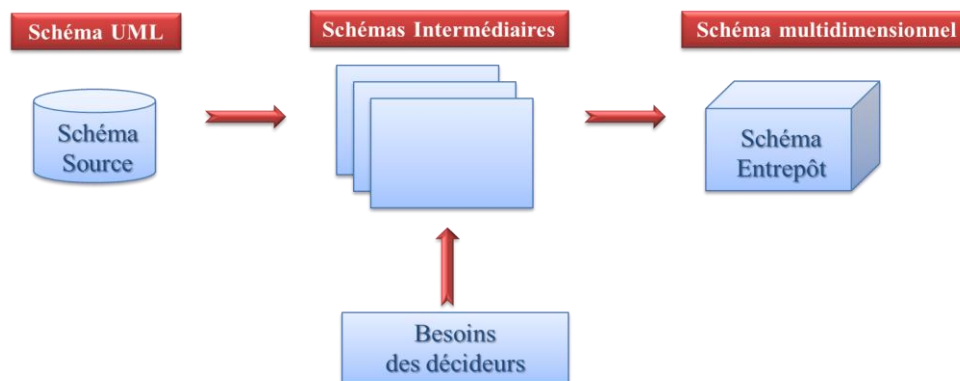 Schéma UML
Schémas Intermédiaires
Schéma multidimensionnel
Schéma
Source
Schéma
Entrepôt
Besoins
des décideurs